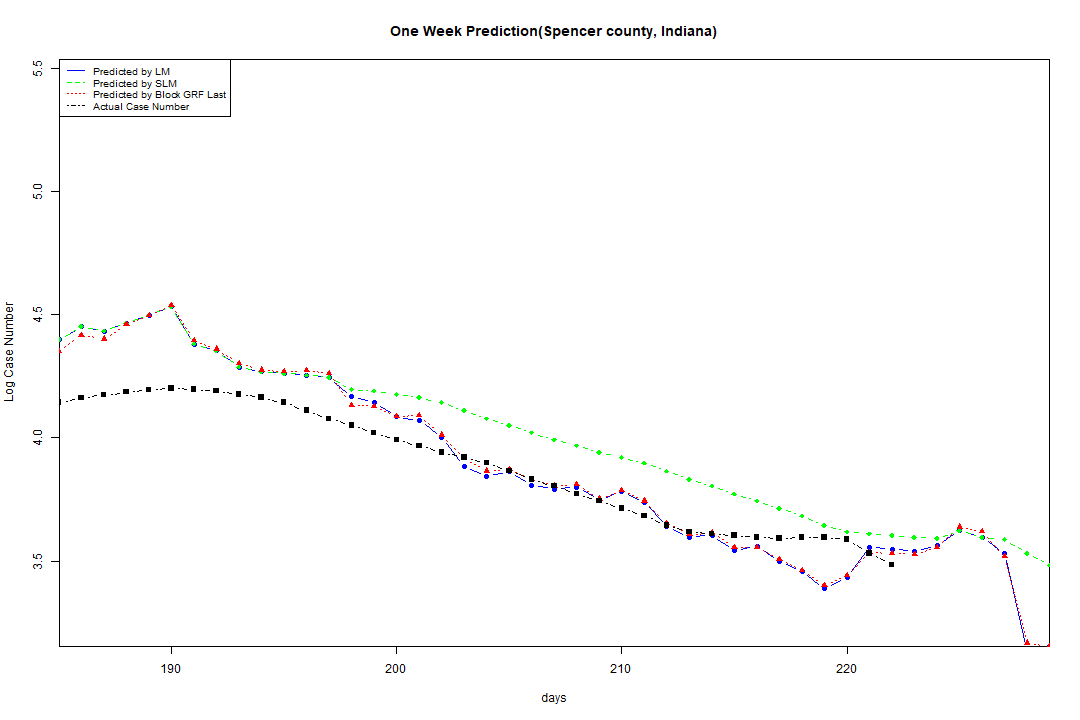 One Week Prediction(Spencer county, Indiana)
Predicted by LM
Predicted by SLM
Predicted by Block GRF Last
Actual Case Number
5.5
5.0
4.5
4.0
3.5
Log Case Number
190 200 210 220
days